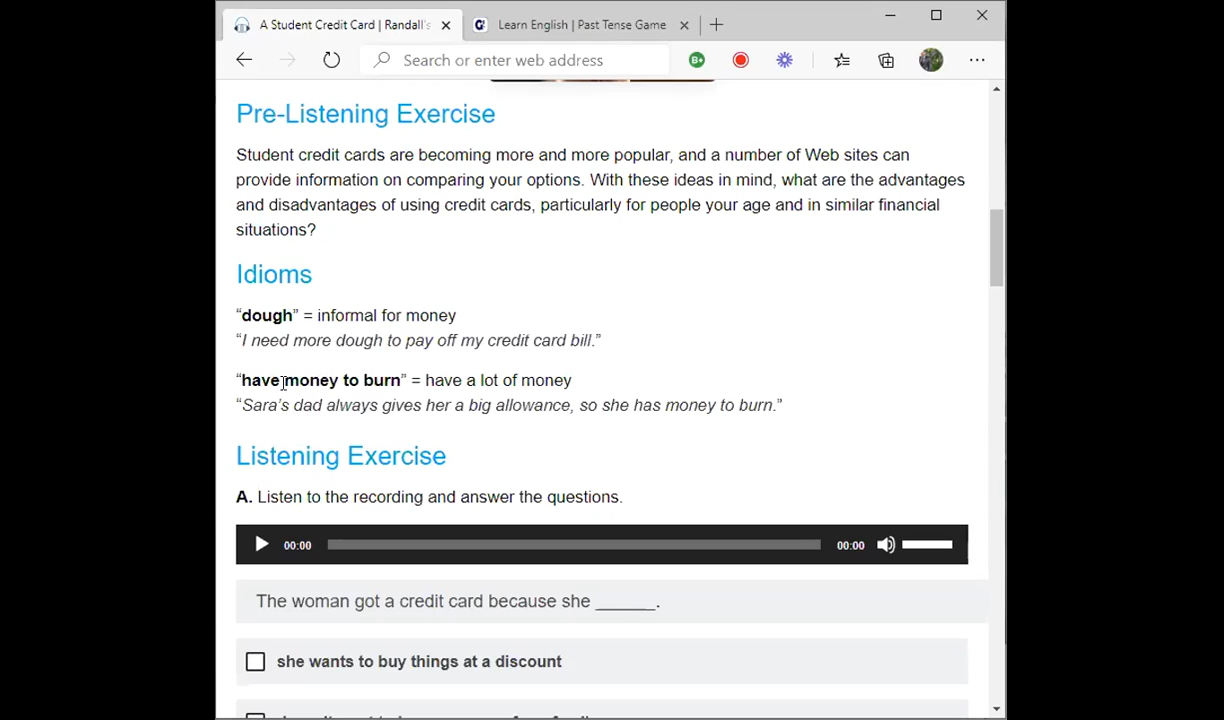 A Student Credit Card | Randall's
Learn English | Past Tense Game
Search or enter web address
Pre-Listening Exercise
Student credit cards are becoming more and more popular, and a number of Web sites can
provide information on comparing your options. With these ideas in mind, what are the advantages
and disadvantages of using credit cards, particularly for people your age and in similar financial
situations?
Idioms
“dough” = informal for money
“I need more dough to pay off my credit card bill.”
“have money to burn” = have a lot of money
“Sara’s dad always gives her a big allowance, so she has money to burn.”
Listening Exercise
A. Listen to the recording and answer the questions.
00:00 00:00
The woman got a credit card because she ______.
she wants to buy things at a discount